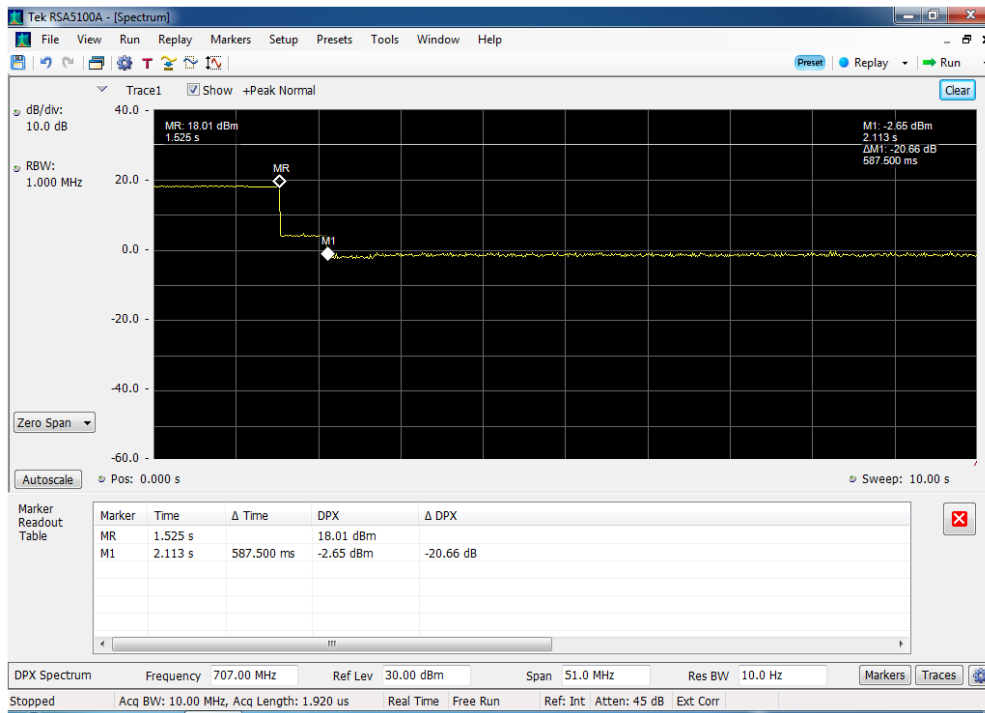 Tek RSA5100A - [Spectrum]
File View Run Replay Markers Setup Presets Tools Window Help
T Preset Replay Run
Trace1 Show +Peak Normal Clear
dB/div:
10.0 dB
RBW:
1.000 MHz
40.0
20.0
0.0
-20.0
-40.0
-60.0
MR: 18.01 dBm
1.525 s
M1: -2.65 dBm
2.113 s
ΔM1: -20.66 dB
587.500 ms
MR
M1
Zero Span
Autoscale Pos: 0.000 s Sweep: 10.00 s
Marker
Readout
Table
Marker Time Δ Time DPX Δ DPX
MR 1.525 s 18.01 dBm
M1 2.113 s 587.500 ms -2.65 dBm -20.66 dB
DPX Spectrum Frequency 707.00 MHz Ref Lev 30.00 dBm Span 51.0 MHz Res BW 10.0 Hz Markers Traces
Stopped Acq BW: 10.00 MHz, Acq Length: 1.920 us Real Time Free Run Ref: Int Atten: 45 dB Ext Corr